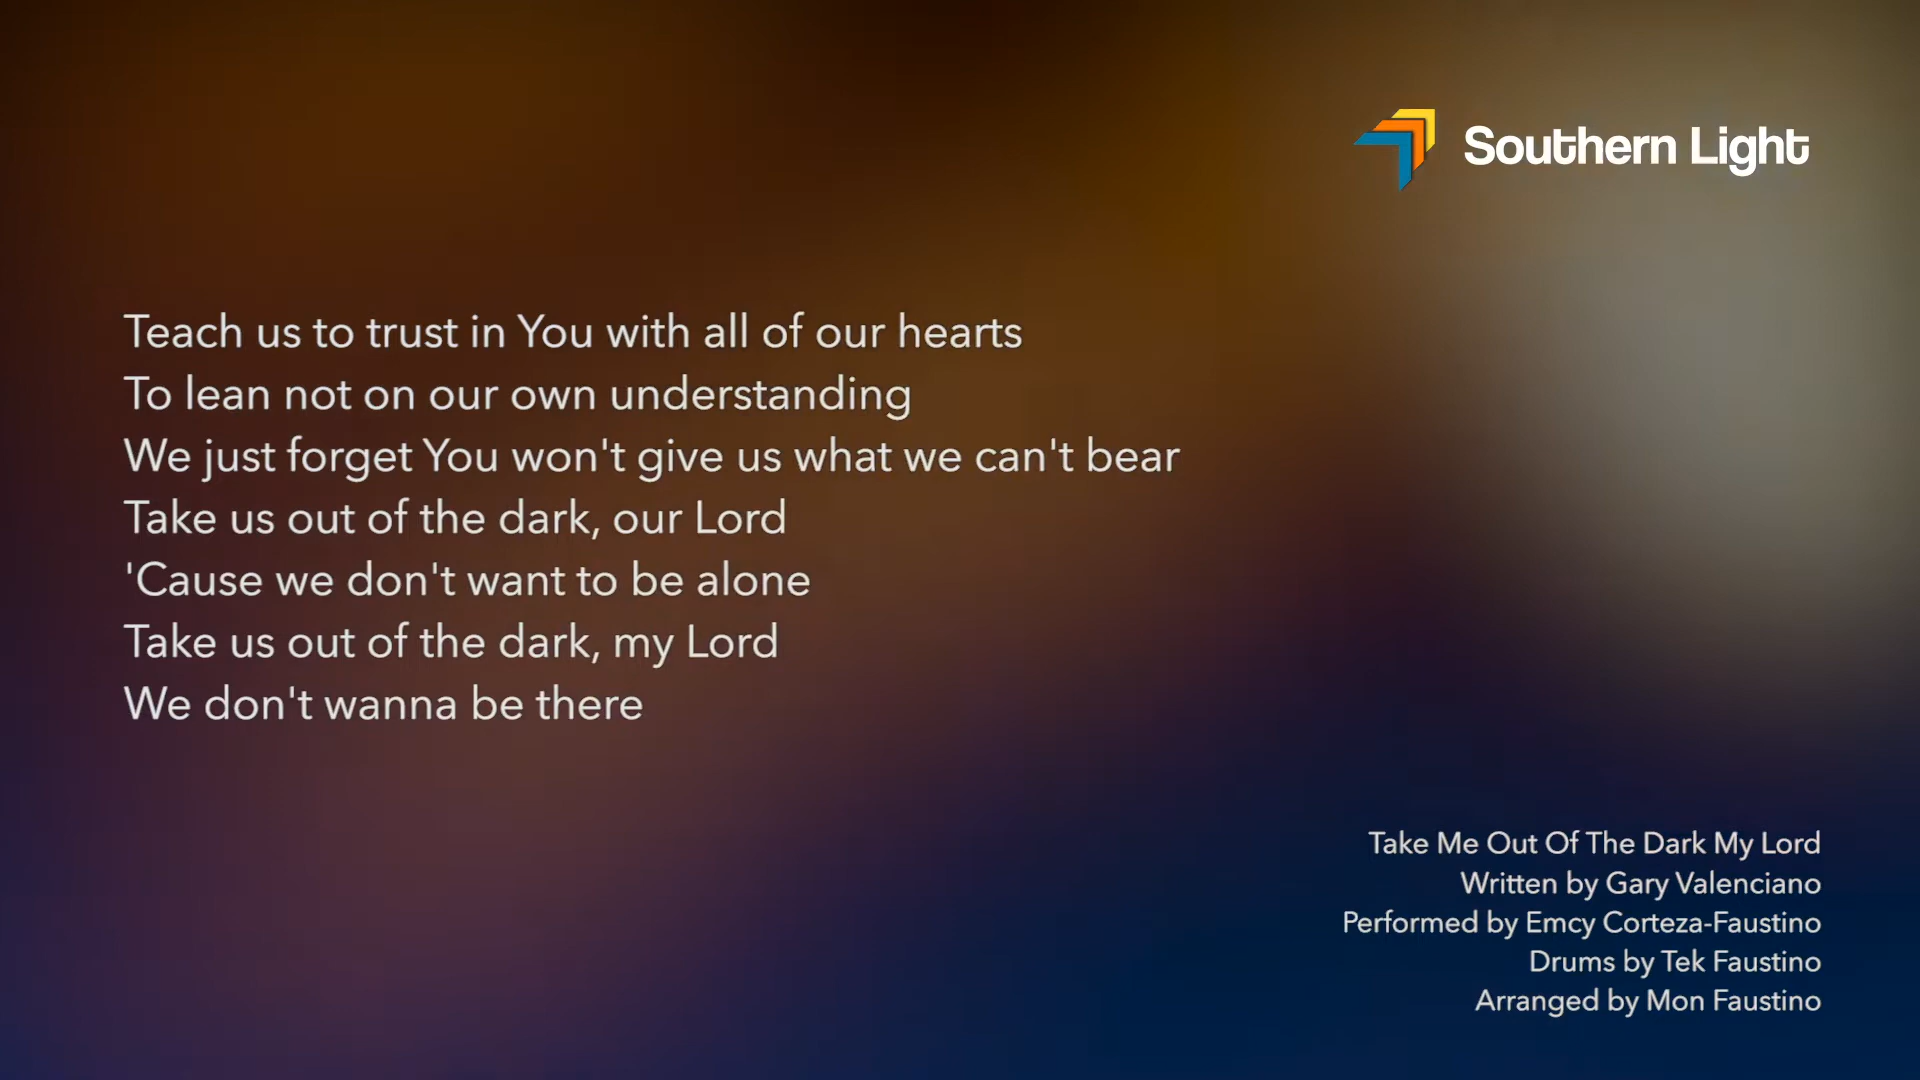 Southern Light
Teach us to trust in You with all of our hearts
To lean not on our own understanding
We just forget You won't give us what we can't bear
Take us out of the dark, our Lord
'Cause we don't want to be alone
Take us out of the dark, my Lord
We don't wanna be there
Take Me Out Of The Dark My Lord
Written by Gary Valenciano
Performed by Emcy Corteza-Faustino
Drums by Tek Faustino
Arranged by Mon Faustino